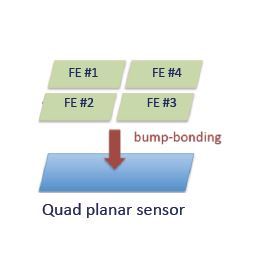 FE #1 FE #4
FE #2 FE #3
bump-bonding
Quad planar sensor